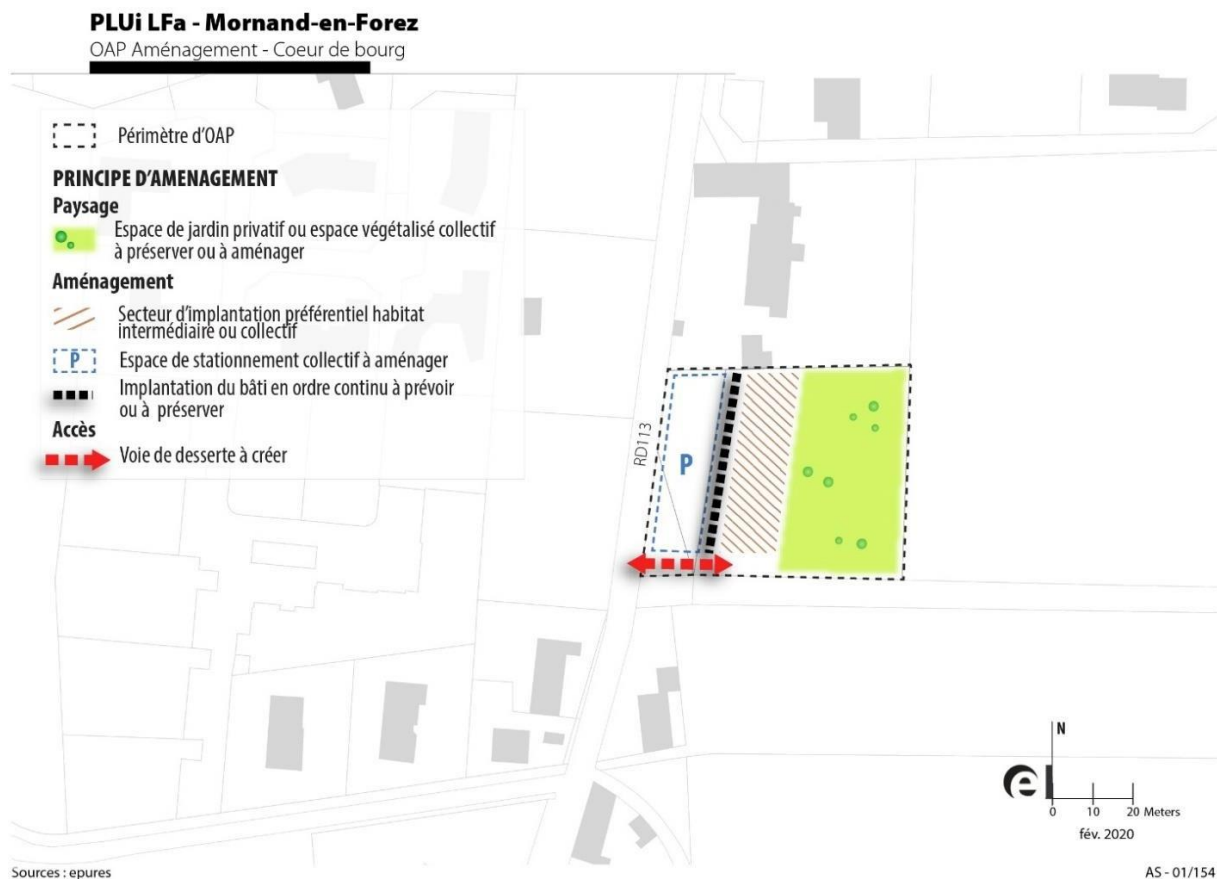 PLUi LFa - Mornand-en-Forez
OAP Aménagement - Coeur de bourg
Périmètre d'OAP
PRINCIPE D'AMENAGEMENT
Paysage
Espace de jardin privatif ou espace végétalisé collectif
à préserver ou à aménager
Aménagement
Secteur d'implantation préférentiel habitat
intermédiaire ou collectif
P Espace de stationnement collectif à aménager
Implantation du bâti en ordre continu à prévoir
ou à préserver
Accès
Voie de desserte à créer
RD113
P
N
0 10 20 Meters
fév. 2020
Sources : epures
AS - 01/154